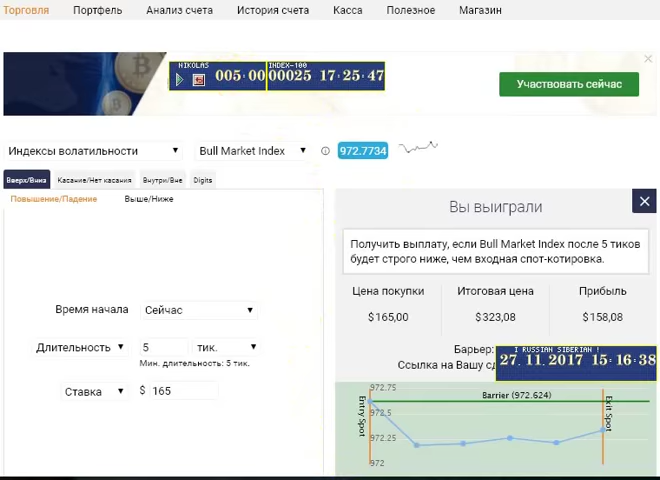 Торговля Портфель Анализ счета История счета Касса Полезное Магазин
NIKOLAS INDEX-100
005:00 00025 17:25:47
Участвовать сейчас
Индексы волатильности Bull Market Index 972.7734
Вверх/Вниз Касание/Нет касания Внутри/Вне Digits
Повышение/Падение Выше/Ниже
Время начала Сейчас
Длительность 5 тик.
Мин. длительность: 5 тик.
Ставка $ 165
Вы выиграли
Получить выплату, если Bull Market Index после 5 тиков
будет строго ниже, чем входная спот-котировка.
Цена покупки Итоговая цена Прибыль
$165,00 $323,08 $158,08
Барьер:
I RUSSIAN SIBERIAN !
Ссылка на Вашу сд
27.11.2017 15:16:38
972.75
Barrier (972.624)
972.5
972.25
972
Entry Spot
Exit Spot